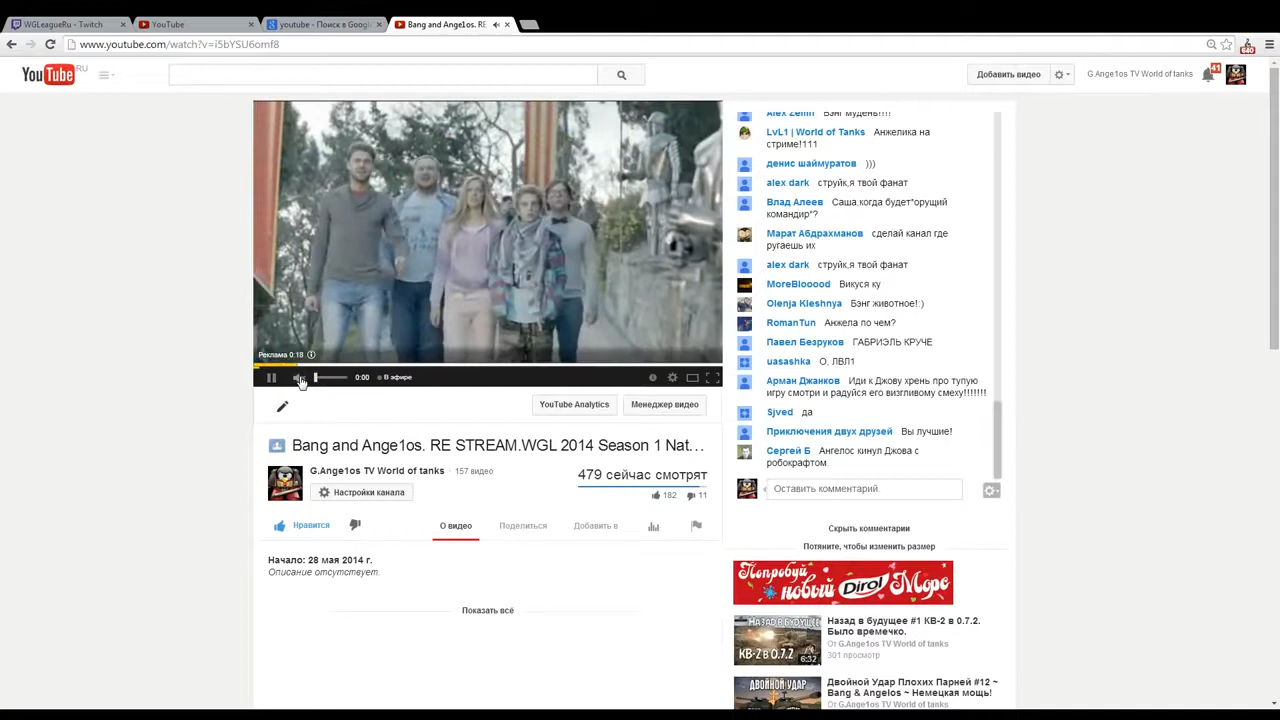 WGLeagueRu - Twitch
YouTube
youtube - Поиск в Google
Bang and Ange1os. RE
www.youtube.com/watch?v=i5bYSU6omf8
640
YouTube RU
Добавить видео
G.Ange1os TV World of tanks
41
Alex Zemin Бэнг мудень!!!!
LvL1 | World of Tanks Анжелика на
стриме!111
денис шаймуратов )))
alex dark струйк,я твой фанат
Влад Алеев Саша,когда будет"орущий
командир"?
Марат Абдрахманов сделай канал где
ругаешь их
alex dark струйк,я твой фанат
MoreBlooood Викуся ку
Olenja Kleshnya Бэнг животное!:)
RomanTun Анжела по чем?
Павел Безруков ГАБРИЭЛЬ КРУЧЕ
uasashka О, ЛВЛ1
Арман Джанков Иди к Джову хрень про тупую
игру смотри и радуйся его визгливому смеху!!!!!!!
Sjved да
Приключения двух друзей Вы лучшие!
Сергей Б Ангелос кинул Джова с
робокрафтом.
Оставить комментарий.
Скрыть комментарии
Потяните, чтобы изменить размер
Реклама 0:18
0:00
В эфире
YouTube Analytics
Менеджер видео
Bang and Ange1os. RE STREAM.WGL 2014 Season 1 Nat...
G.Ange1os TV World of tanks
157 видео
Настройки канала
479 сейчас смотрят
182
11
Нравится
О видео
Поделиться
Добавить в
Начало: 28 мая 2014 г.
Описание отсутствует.
Показать всё
Попробуй
новый Dirol Море
НАЗАД В БУДУЩЕЕ
КВ-2 В 0.7.2
6:32
Назад в будущее #1 КВ-2 в 0.7.2.
Было времечко.
От G.Ange1os TV World of tanks
301 просмотр
ДВОЙНОЙ УДАР
Двойной Удар Плохих Парней #12 ~
Bang & Angelos ~ Немецкая мощь!
От G.Ange1os TV World of tanks